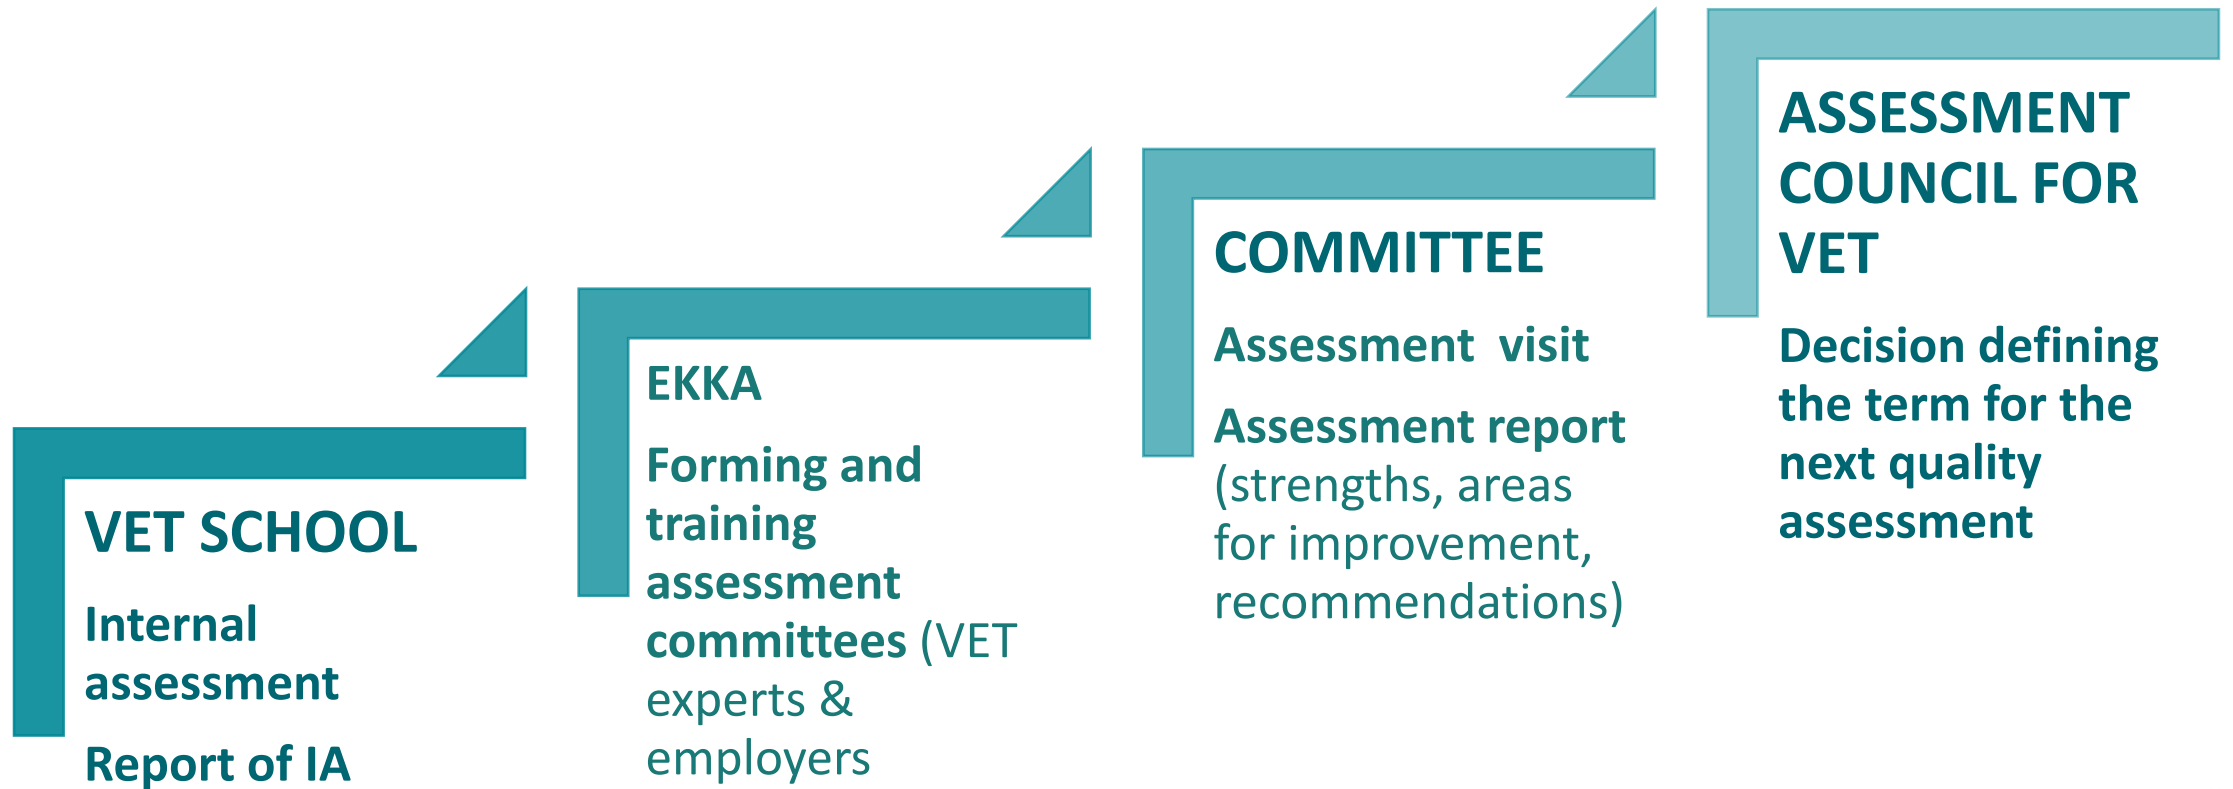 VET SCHOOL
Internal
assessment
Report of IA
EKKA
Forming and
training
assessment
committees (VET
experts &
employers
COMMITTEE
Assessment  visit
Assessment report
(strengths, areas
for improvement,
recommendations)
ASSESSMENT
COUNCIL FOR
VET
Decision defining
the term for the
next quality
assessment